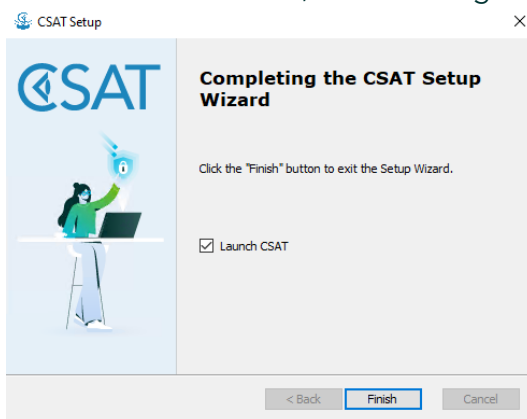 CSAT Setup
CSAT
Completing the CSAT Setup
Wizard
Click the "Finish" button to exit the Setup Wizard.
Launch CSAT
< Back
Finish
Cancel